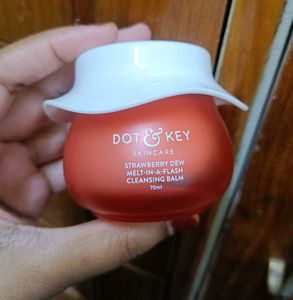 DOT & KEY
SKINCARE
STRAWBERRY DEW
MELT-IN-A-FLASH
CLEANSING BALM
70ml